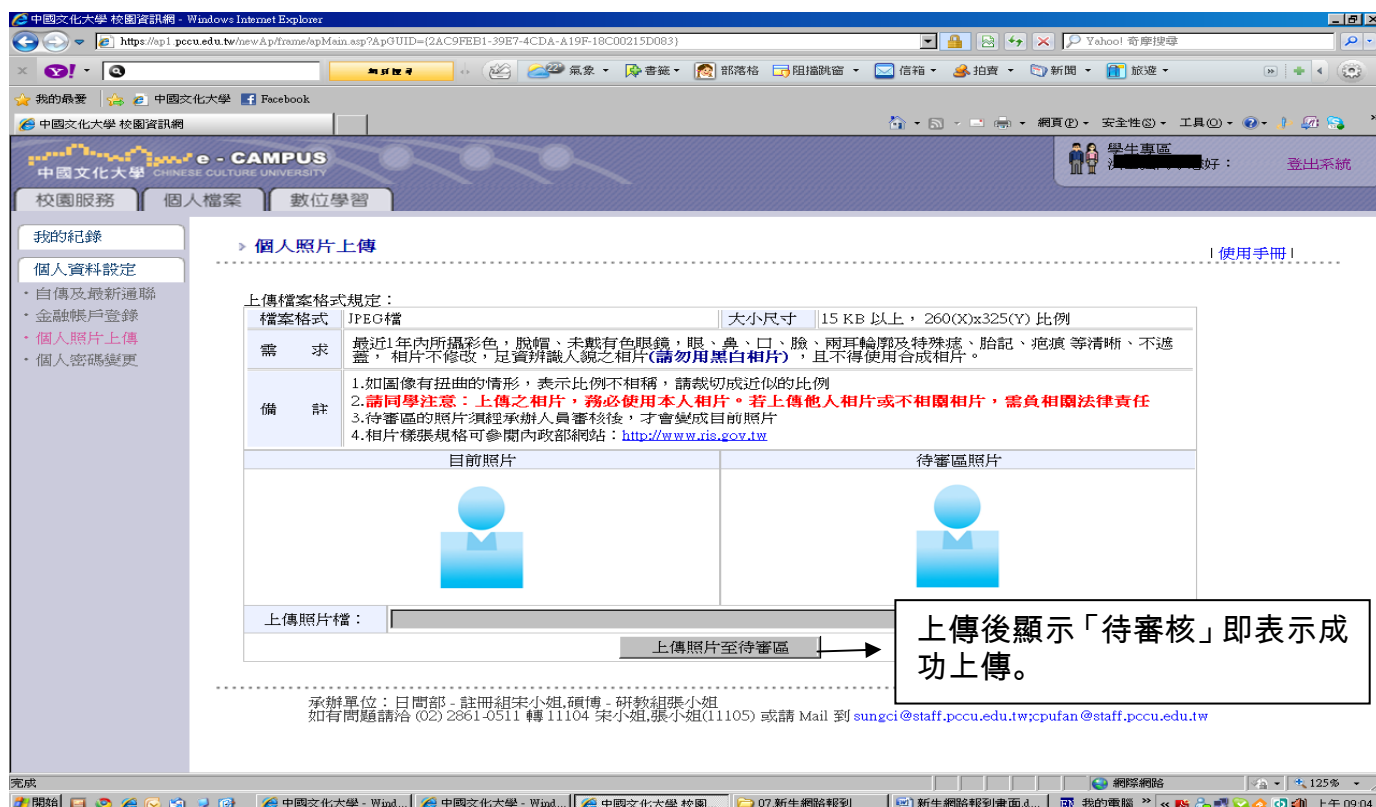 中國文化大學 校園資訊網 - Windows Internet Explorer
https://ap1.pccu.edu.tw/newAp/frame/apMain.asp?ApGUID={2AC9FEB1-39E7-4CDA-A19F-18C00215D083}
Yahoo! 奇摩搜尋
氣象 書籤 部落格 阻擋跳窗 信箱 拍賣 新聞 旅遊
我的最愛 中國文化大學 Facebook
中國文化大學 校園資訊網
網頁(P) 安全性(S) 工具(O)
e - CAMPUS
中國文化大學 CHINESE CULTURE UNIVERSITY
學生專區
好：
登出系統
校園服務 個人檔案 數位學習
我的紀錄
個人資料設定
・自傳及最新通聯
・金融帳戶登錄
・個人照片上傳
・個人密碼變更
個人照片上傳
| 使用手冊 |
上傳檔案格式規定：
檔案格式 JPEG檔 大小尺寸 15 KB 以上， 260(X)x325(Y) 比例
需 求 最近1年內所攝彩色，脫帽、未戴有色眼鏡，眼、鼻、口、臉、兩耳輪廓及特殊痣、胎記、疤痕 等清晰、不遮
蓋， 相片不修改，足資辨識人貌之相片(請勿用黑白相片) ，且不得使用合成相片。
備 註 1.如圖像有扭曲的情形，表示比例不相稱，請裁切成近似的比例
2.請同學注意：上傳之相片，務必使用本人相片。若上傳他人相片或不相關相片，需負相關法律責任
3.待審區的照片須經承辦人員審核後，才會變成目前照片
4.相片樣張規格可參閱內政部網站：http://www.ris.gov.tw
目前照片 待審區照片
上傳照片檔：
上傳照片至待審區
上傳後顯示「待審核」即表示成
功上傳。
承辦單位：日間部 - 註冊組宋小姐,碩博 - 研教組張小姐
如有問題請洽 (02) 2861-0511 轉 11104 宋小姐,張小姐(11105) 或請 Mail 到 sungci@staff.pccu.edu.tw;cpufan@staff.pccu.edu.tw
完成 網際網路 125%
開始 中國文化大學 - Wind... 中國文化大學 - Wind... 中國文化大學 校園... 07.新生網路報到 新生網路報到畫面.d... 我的電腦 上午 09:04